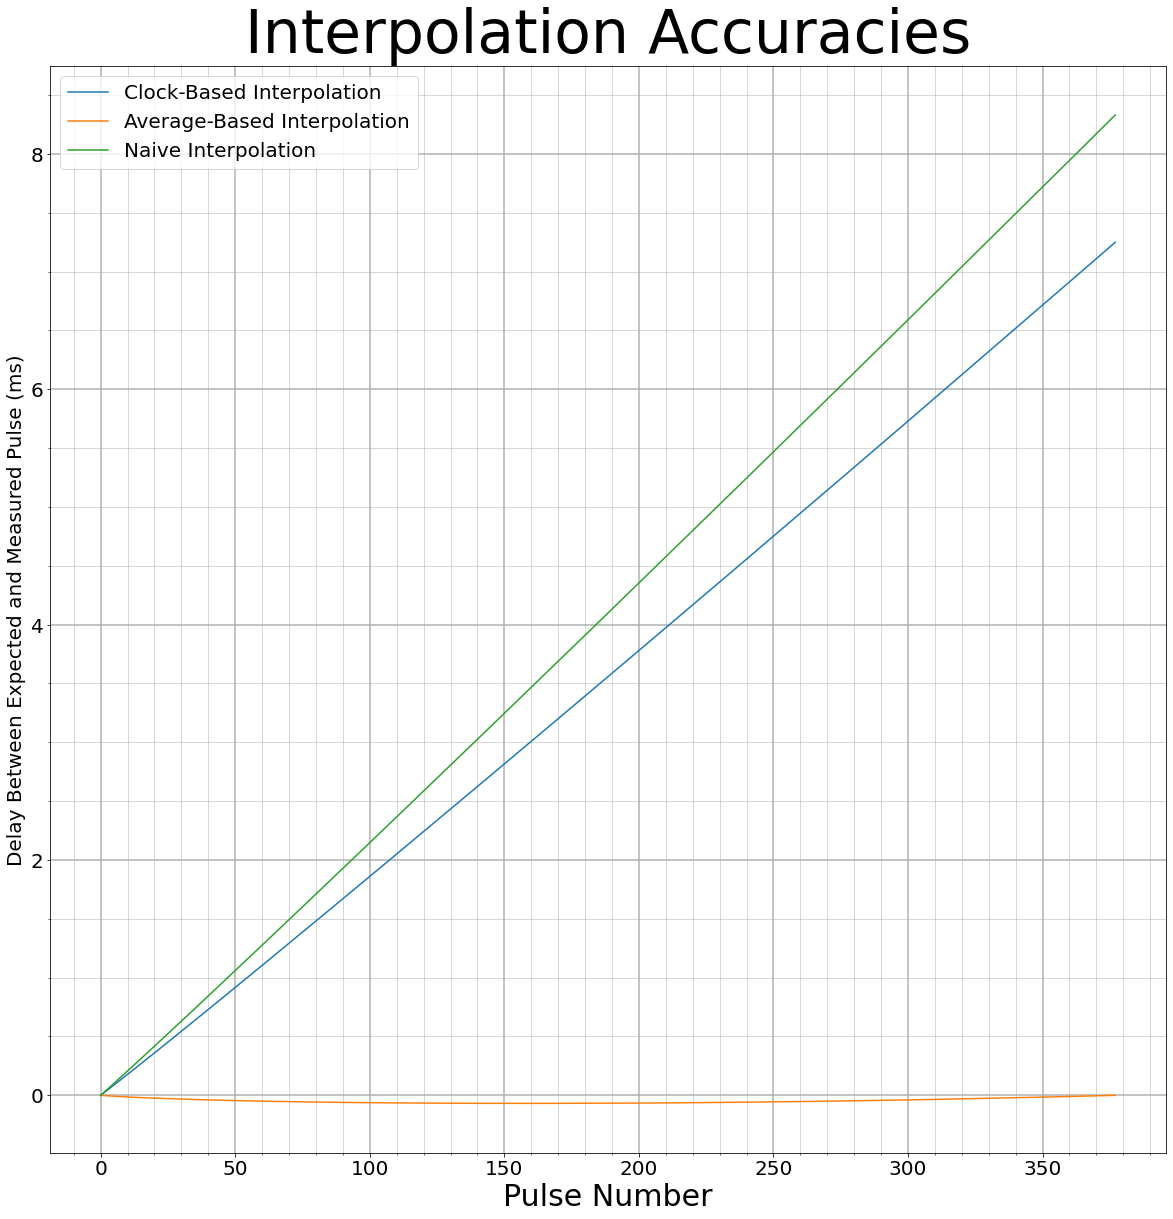 Interpolation Accuracies
Clock-Based Interpolation
Average-Based Interpolation
Naive Interpolation
Delay Between Expected and Measured Pulse (ms)
8
6
4
2
0
0 50 100 150 200 250 300 350
Pulse Number